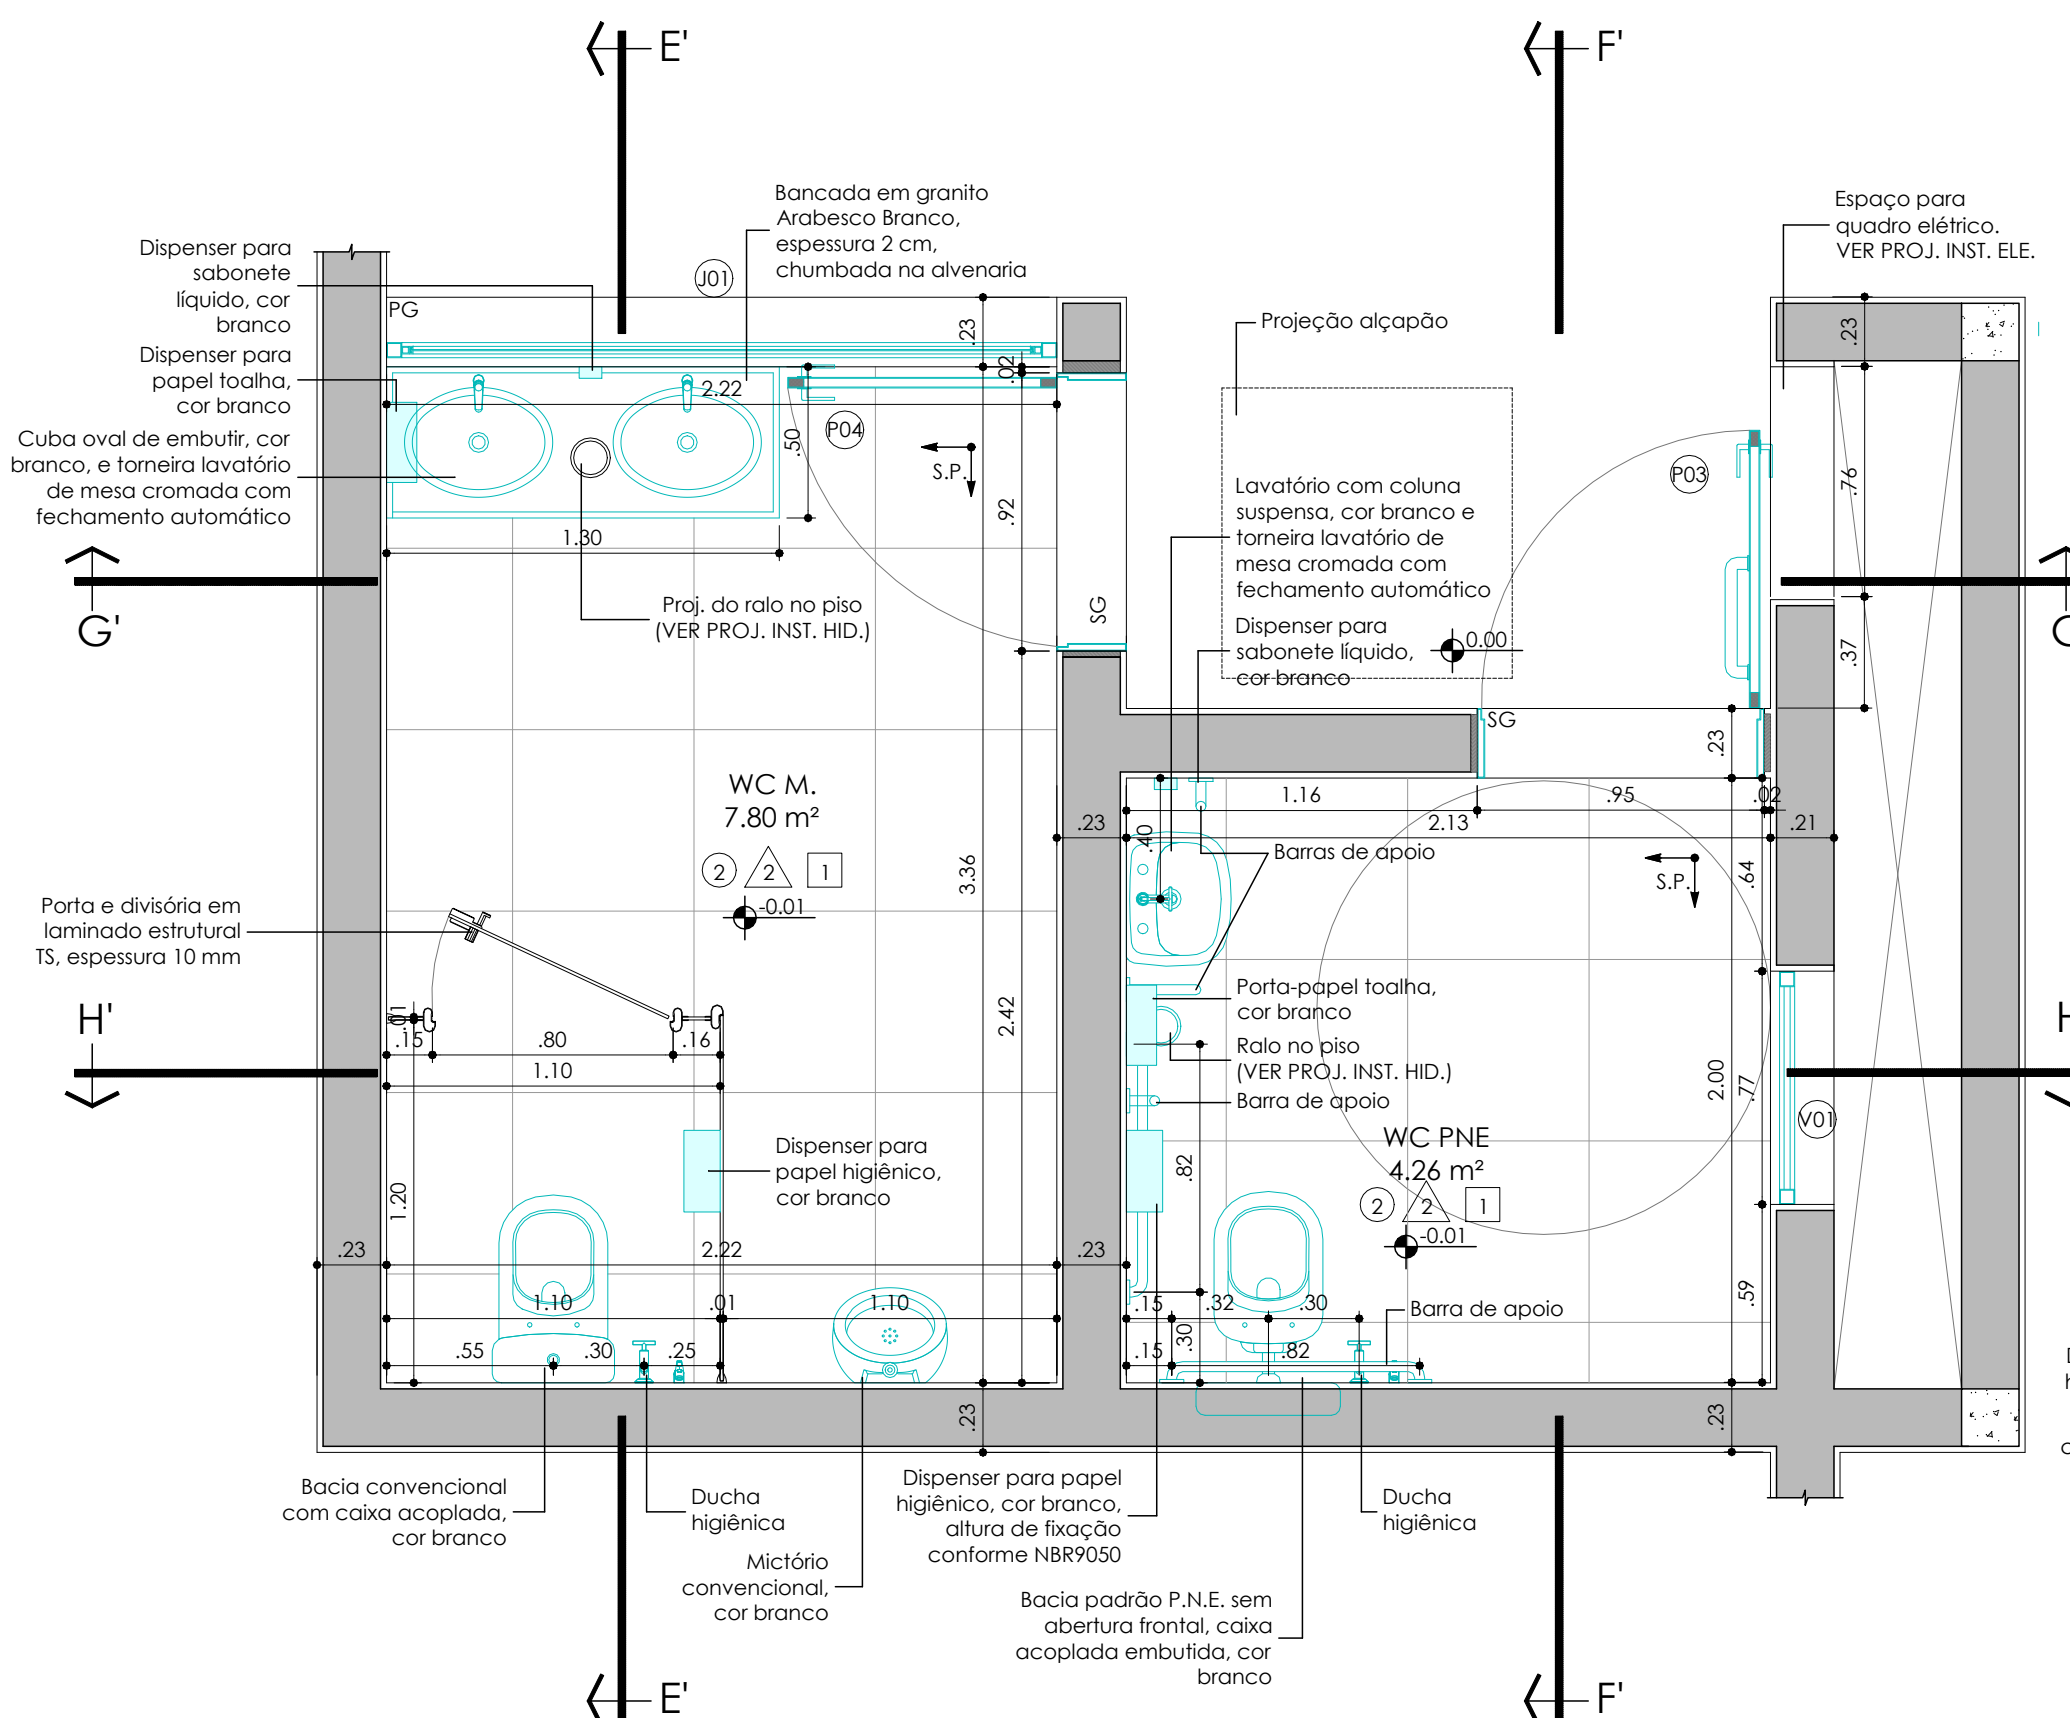 E'
F'
Bancada em granito
Arabesco Branco,
espessura 2 cm,
chumbada na alvenaria
Espaço para
quadro elétrico.
VER PROJ. INST. ELE.
Dispenser para
sabonete
líquido, cor
branco
J01
PG
.23
Projeção alçapão
.23
Dispenser para
papel toalha,
cor branco
.02
2.22
Cuba oval de embutir, cor
branco, e torneira lavatório
de mesa cromada com
fechamento automático
.50
P04
S.P.
.92
Lavatório com coluna
suspensa, cor branco e
torneira lavatório de
mesa cromada com
fechamento automático
P03
.76
1.30
G'
Proj. do ralo no piso
(VER PROJ. INST. HID.)
SG
Dispenser para
sabonete líquido,
cor branco
0.00
.37
SG
.23
WC M.
7.80 m²
2
2
1
-0.01
3.36
.23
1.16
.95
.02
2.13
.21
.40
Barras de apoio
S.P.
.64
Porta e divisória em
laminado estrutural
TS, espessura 10 mm
H'
.01
.15
.80
.16
1.10
2.42
Porta-papel toalha,
cor branco
Ralo no piso
(VER PROJ. INST. HID.)
Barra de apoio
2.00
.77
V01
WC PNE
4.26 m²
2
2
1
-0.01
Dispenser para
papel higiênico,
cor branco
.82
1.20
.23
2.22
.23
1.10
.01
1.10
.15
.32
.30
Barra de apoio
.59
.55
.30
.25
.15
.30
.82
.23
.23
Bacia convencional
com caixa acoplada,
cor branco
Ducha
higiênica
Mictório
convencional,
cor branco
Dispenser para papel
higiênico, cor branco,
altura de fixação
conforme NBR9050
Ducha
higiênica
Bacia padrão P.N.E. sem
abertura frontal, caixa
acoplada embutida, cor
branco
E'
F'